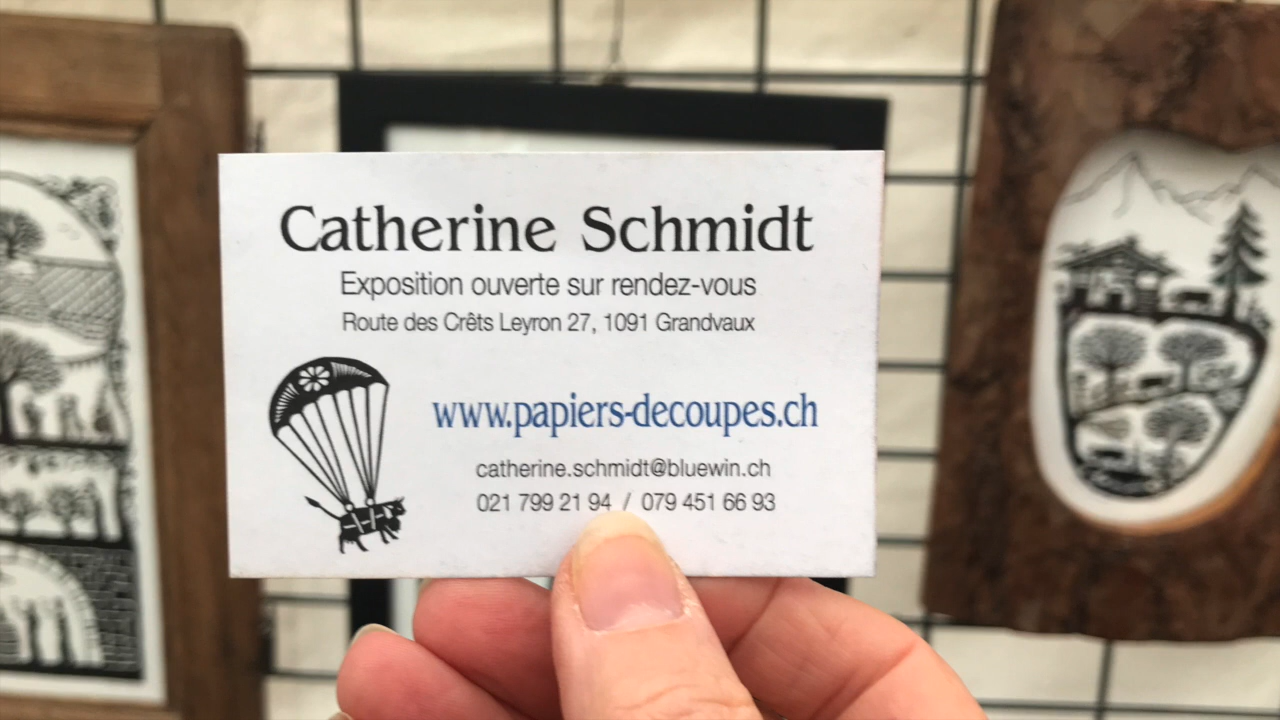 Catherine Schmidt
Exposition ouverte sur rendez-vous
Route des Crêts Leyron 27, 1091 Grandvaux
www.papiers-decoupes.ch
catherine.schmidt@bluewin.ch
021 799 21 94 / 079 451 66 93